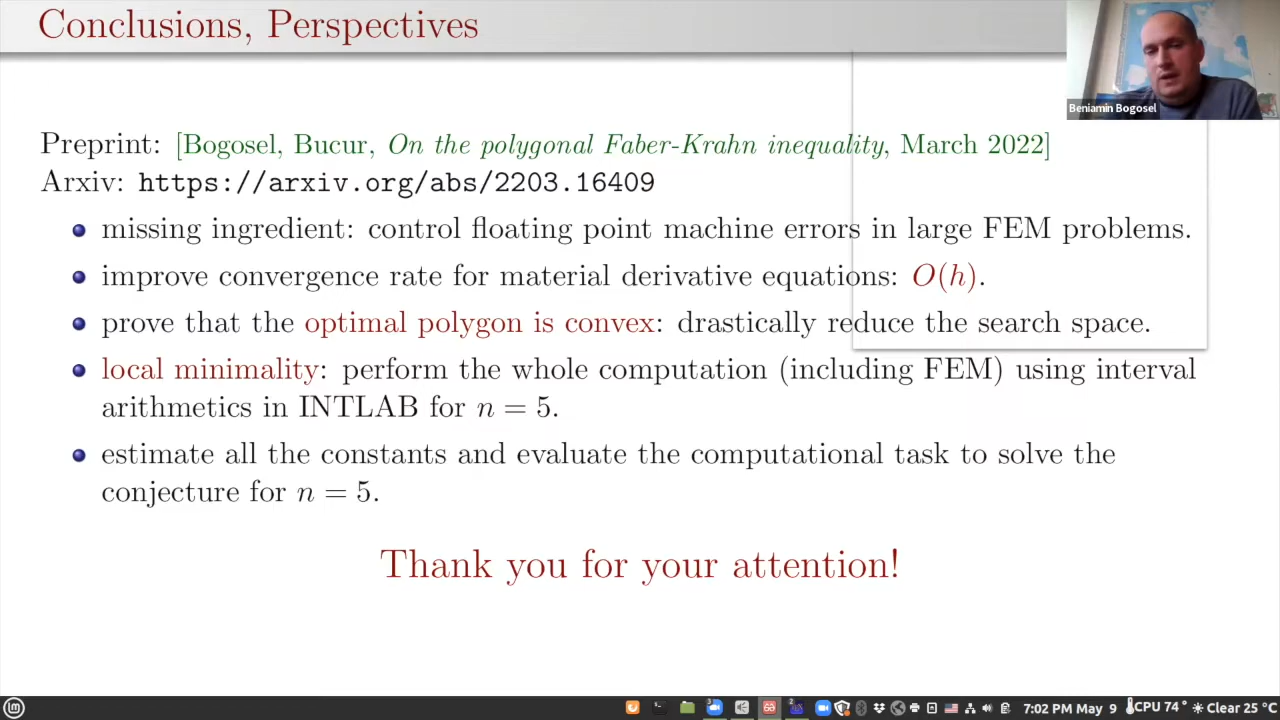 Conclusions, Perspectives
Beniamin Bogosel
Preprint: [Bogosel, Bucur, On the polygonal Faber-Krahn inequality, March 2022]
Arxiv: https://arxiv.org/abs/2203.16409
missing ingredient: control floating point machine errors in large FEM problems.
improve convergence rate for material derivative equations: O(h).
prove that the optimal polygon is convex: drastically reduce the search space.
local minimality: perform the whole computation (including FEM) using interval
arithmetics in INTLAB for n = 5.
estimate all the constants and evaluate the computational task to solve the
conjecture for n = 5.
Thank you for your attention!
7:02 PM May 9 CPU 74° Clear 25 °C